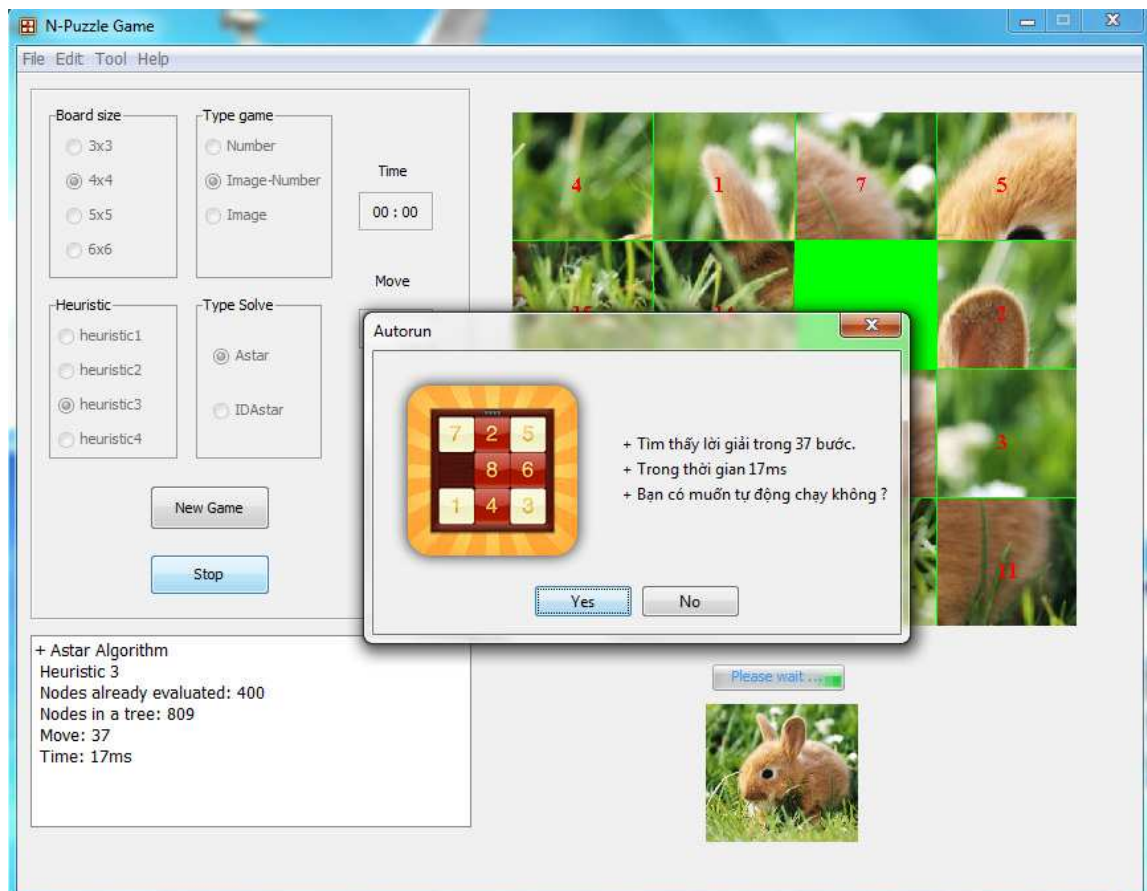 N-Puzzle Game
File Edit Tool Help
Board size
3x3
4x4
5x5
6x6
Type game
Number
Image-Number
Image
Time
00 : 00
Move
Heuristic
heuristic1
heuristic2
heuristic3
heuristic4
Type Solve
Astar
IDAstar
New Game
Stop
4 1 7 5
15 14 2
3
11
Autorun
7 2 5
8 6
1 4 3
+ Tìm thấy lời giải trong 37 bước.
+ Trong thời gian 17ms
+ Bạn có muốn tự động chạy không ?
Yes No
+ Astar Algorithm
Heuristic 3
Nodes already evaluated: 400
Nodes in a tree: 809
Move: 37
Time: 17ms
Please wait ...